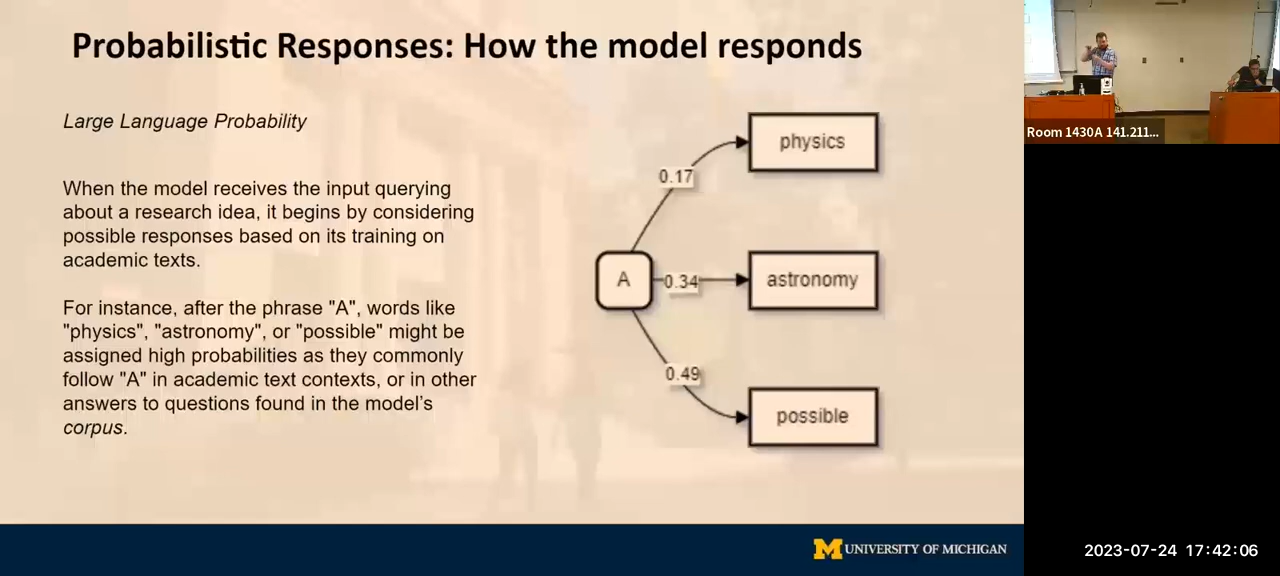 Probabilistic Responses: How the model responds
Large Language Probability
When the model receives the input querying
about a research idea, it begins by considering
possible responses based on its training on
academic texts.
For instance, after the phrase "A", words like
"physics", "astronomy", or "possible" might be
assigned high probabilities as they commonly
follow "A" in academic text contexts, or in other
answers to questions found in the model’s
corpus.
physics
0.17
A
0.34
astronomy
0.49
possible
M UNIVERSITY OF MICHIGAN
Room 1430A 141.211...
2023-07-24 17:42:06